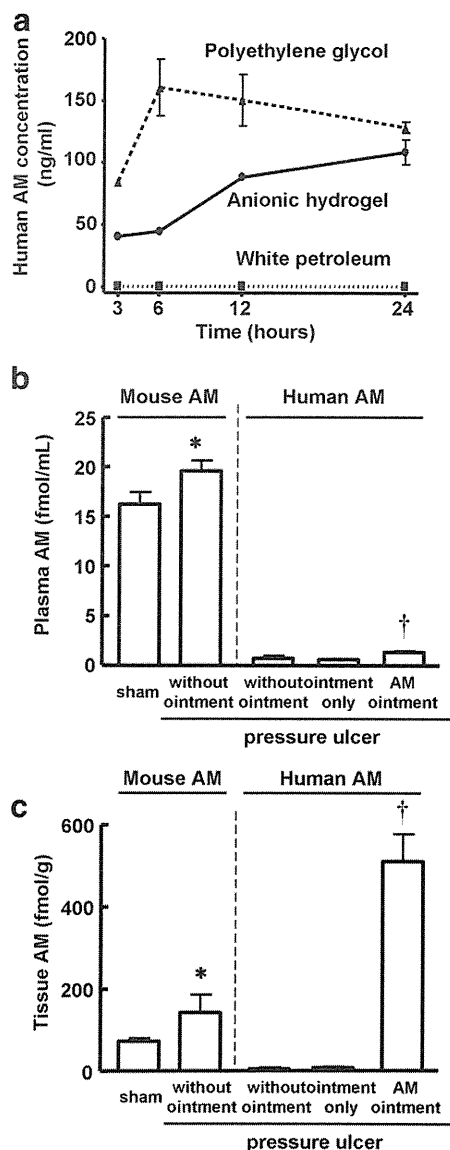 a
200
150
100
50
0
Human AM concentration
(ng/ml)
Polyethylene glycol
Anionic hydrogel
White petroleum
3 6 12 24
Time (hours)
b
Mouse AM Human AM
25
20
15
10
5
0
Plasma AM (fmol/mL)
*
†
sham without ointment without ointment ointment only AM ointment
pressure ulcer
c
Mouse AM Human AM
600
400
200
0
Tissue AM (fmol/g)
*
†
sham without ointment without ointment ointment only AM ointment
pressure ulcer